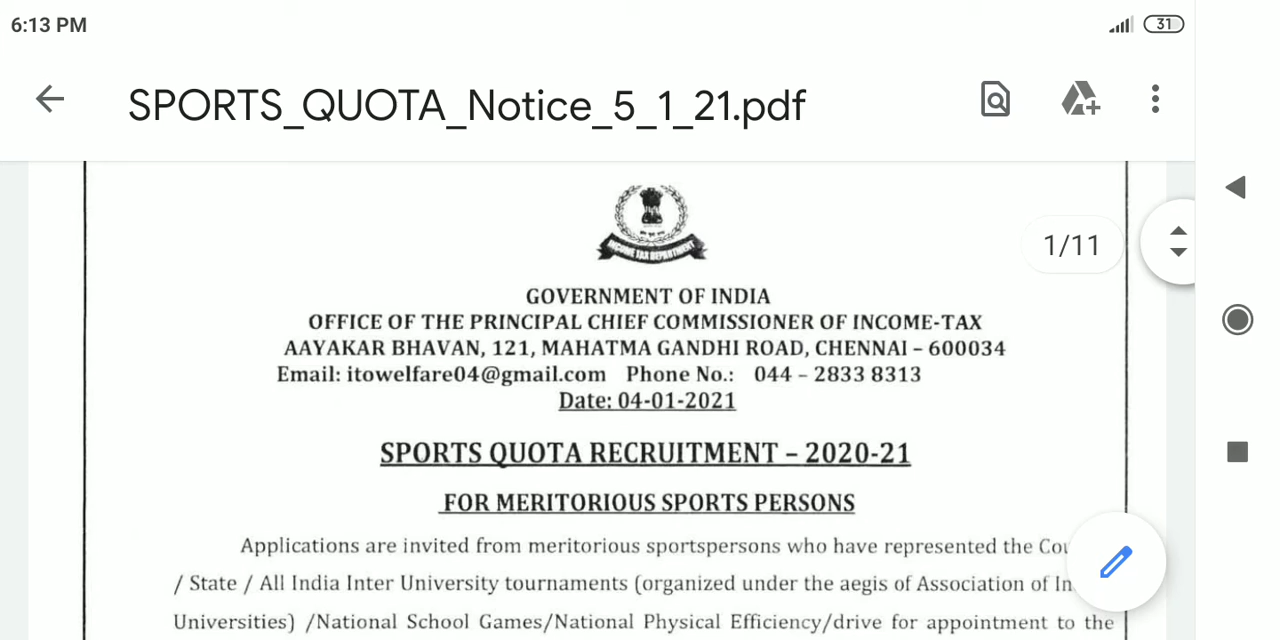 6:13 PM
31
SPORTS_QUOTA_Notice_5_1_21.pdf
INCOME TAX DEPARTMENT
1/11
GOVERNMENT OF INDIA
OFFICE OF THE PRINCIPAL CHIEF COMMISSIONER OF INCOME-TAX
AAYAKAR BHAVAN, 121, MAHATMA GANDHI ROAD, CHENNAI – 600034
Email: itowelfare04@gmail.com Phone No.: 044 – 2833 8313
Date: 04-01-2021
SPORTS QUOTA RECRUITMENT – 2020-21
FOR MERITORIOUS SPORTS PERSONS
Applications are invited from meritorious sportspersons who have represented the
/ State / All India Inter University tournaments (organized under the aegis of Association of
Universities) /National School Games/National Physical Efficiency/drive for appointment to the